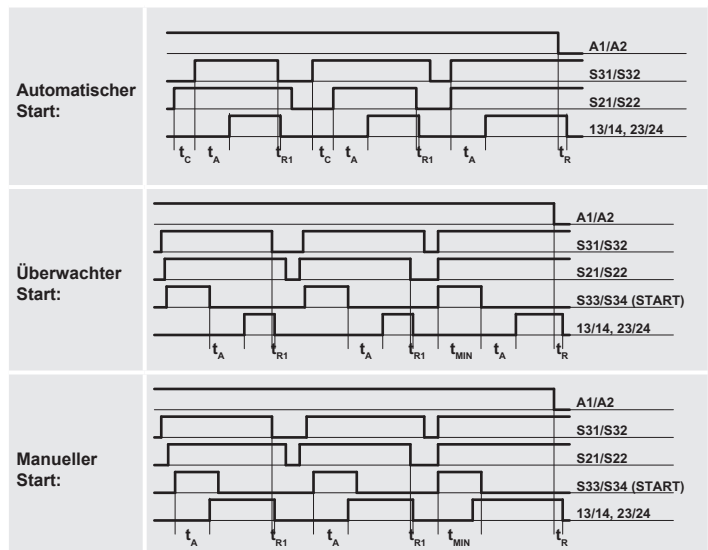 Automatischer
Start:
A1/A2
S31/S32
S21/S22
13/14, 23/24
tC tA tR1 tC tA tR1 tA tR
Überwachter
Start:
A1/A2
S31/S32
S21/S22
S33/S34 (START)
13/14, 23/24
tA tR1 tA tR1 tMIN tA tR
Manueller
Start:
A1/A2
S31/S32
S21/S22
S33/S34 (START)
13/14, 23/24
tA tR1 tA tR1 tMIN tR